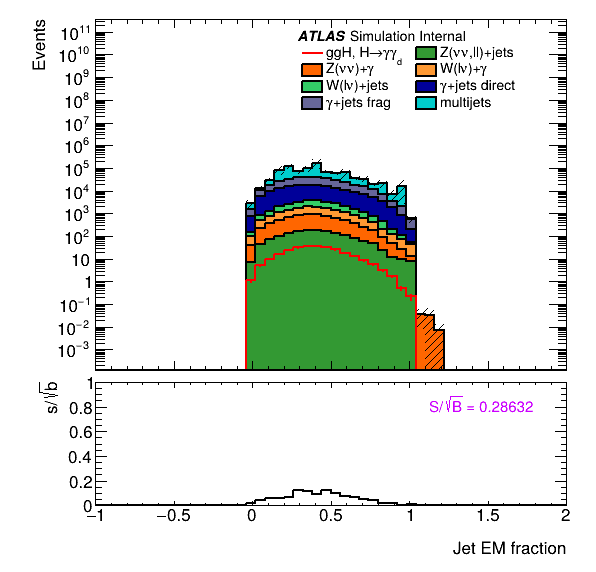 ATLAS Simulation Internal
ggH, H→γγd
Z(νν,ll)+jets
Z(νν)+γ
W(lν)+γ
W(lν)+jets
γ+jets direct
γ+jets frag
multijets
Events
10¹¹
10¹⁰
10⁹
10⁸
10⁷
10⁶
10⁵
10⁴
10³
10²
10
1
10⁻¹
10⁻²
10⁻³
s/√b
1
0.8
0.6
0.4
0.2
0
S/√B = 0.28632
−1
−0.5
0
0.5
1
1.5
2
Jet EM fraction